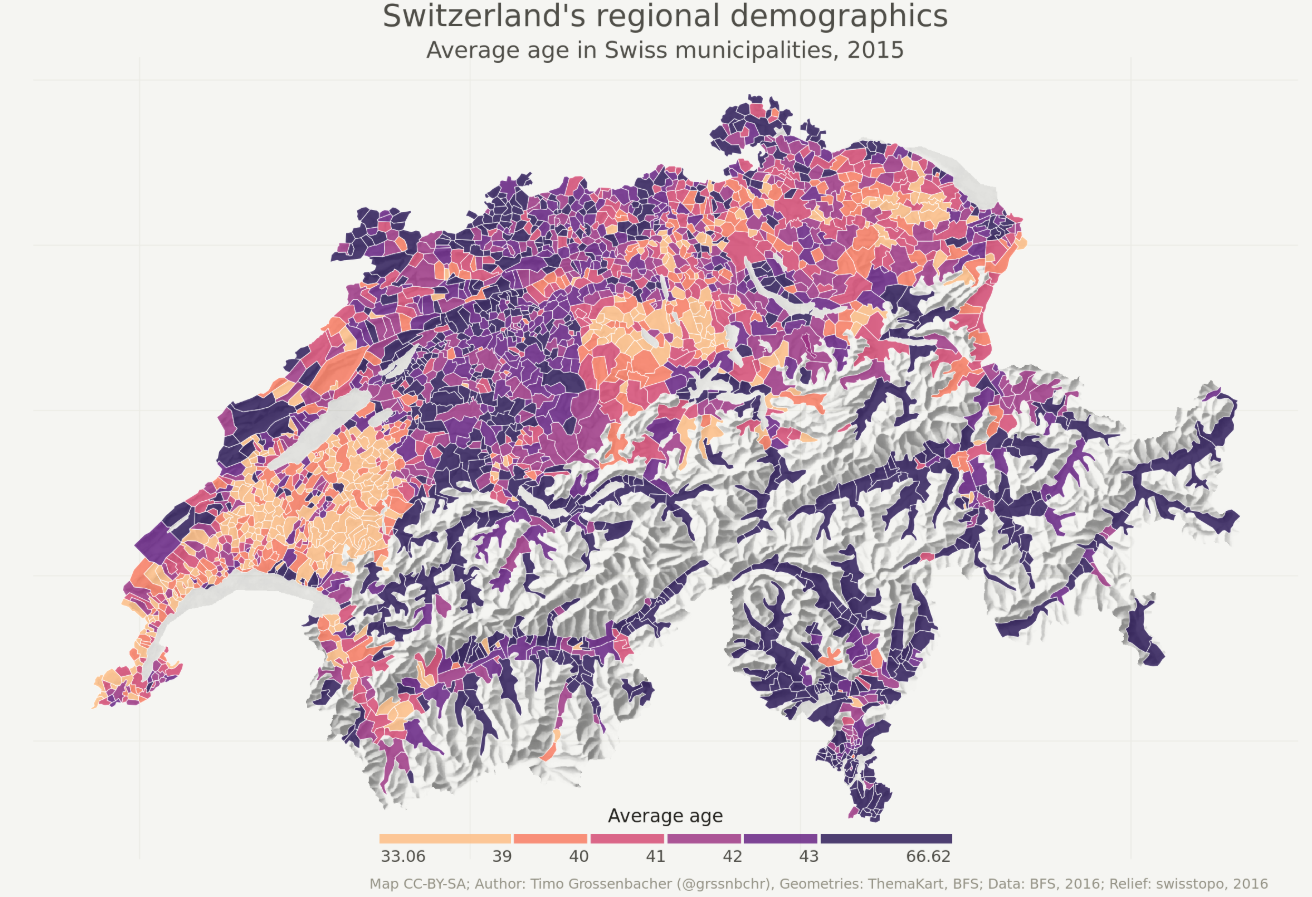 Switzerland's regional demographics
Average age in Swiss municipalities, 2015
Average age
33.06 39 40 41 42 43 66.62
Map CC-BY-SA; Author: Timo Grossenbacher (@grssnbchr), Geometries: ThemaKart, BFS; Data: BFS, 2016; Relief: swisstopo, 2016